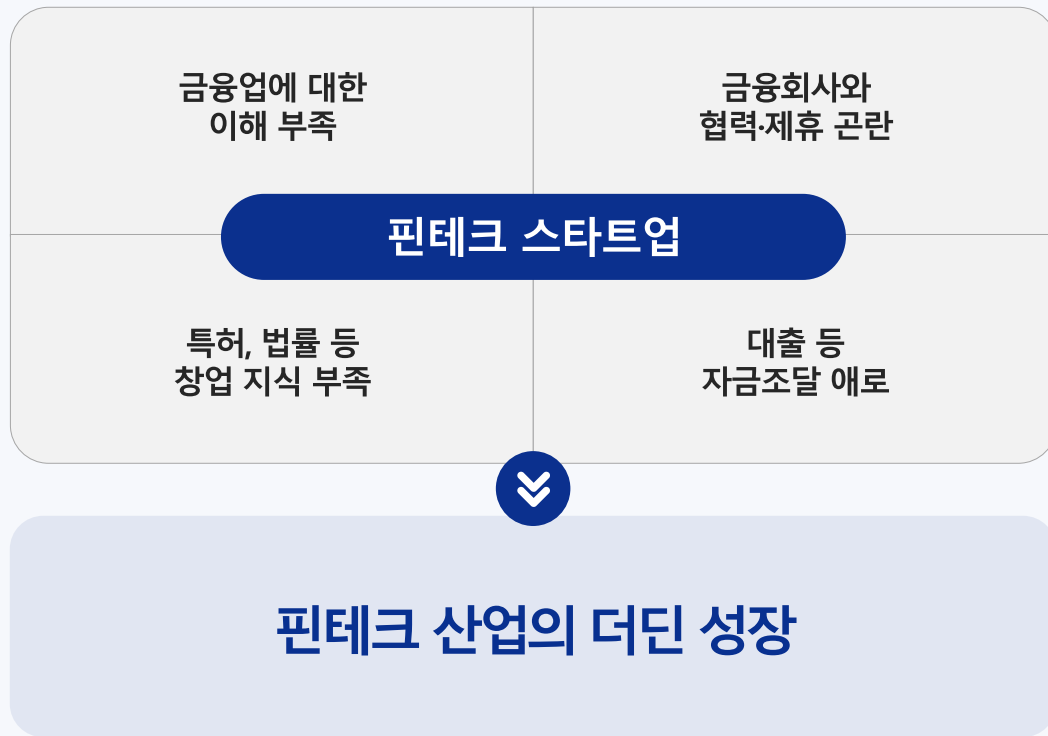 금융업에 대한
이해 부족
금융회사와
협력·제휴 곤란
핀테크 스타트업
특허, 법률 등
창업 지식 부족
대출 등
자금조달 애로
핀테크 산업의 더딘 성장